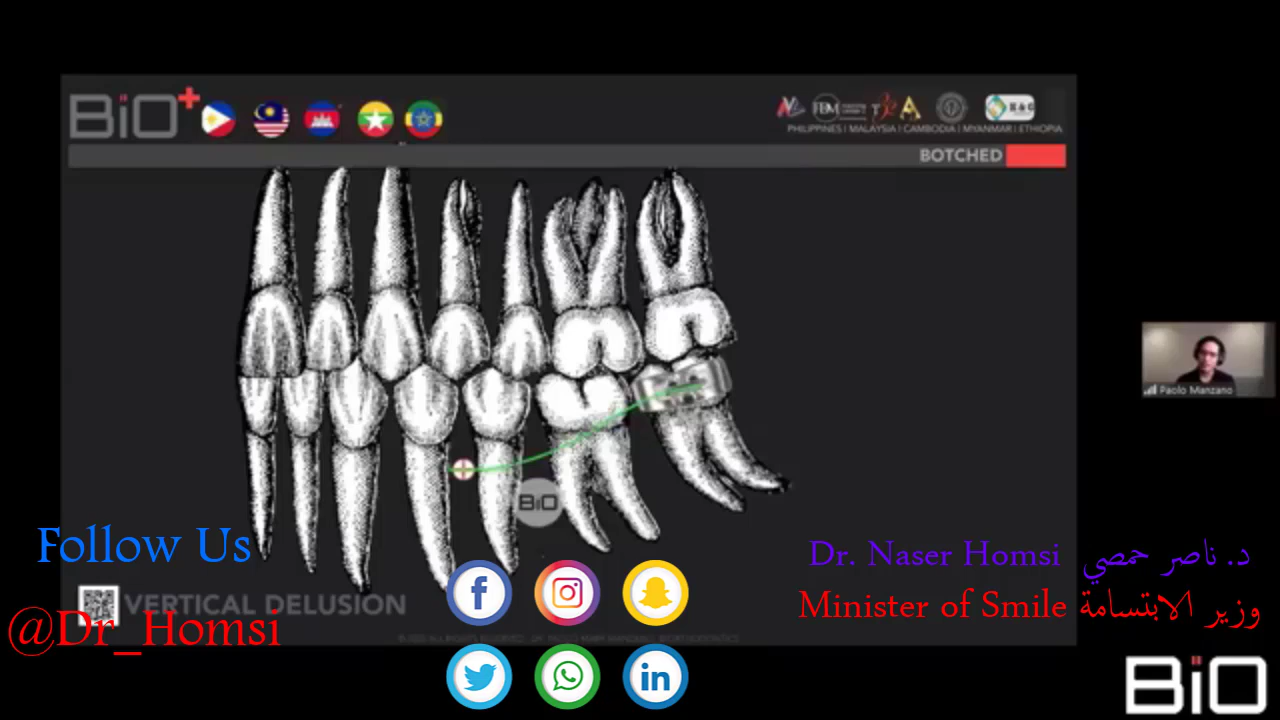 BiO+
PHILIPPINES | MALAYSIA | CAMBODIA | MYANMAR | ETHIOPIA
BOTCHED
Paolo Manzano
BiO
Follow Us
@Dr_Homsi
VERTICAL DELUSION
Dr. Naser Homsi د. ناصر حمصي
Minister of Smile وزير الابتسامة
BiO